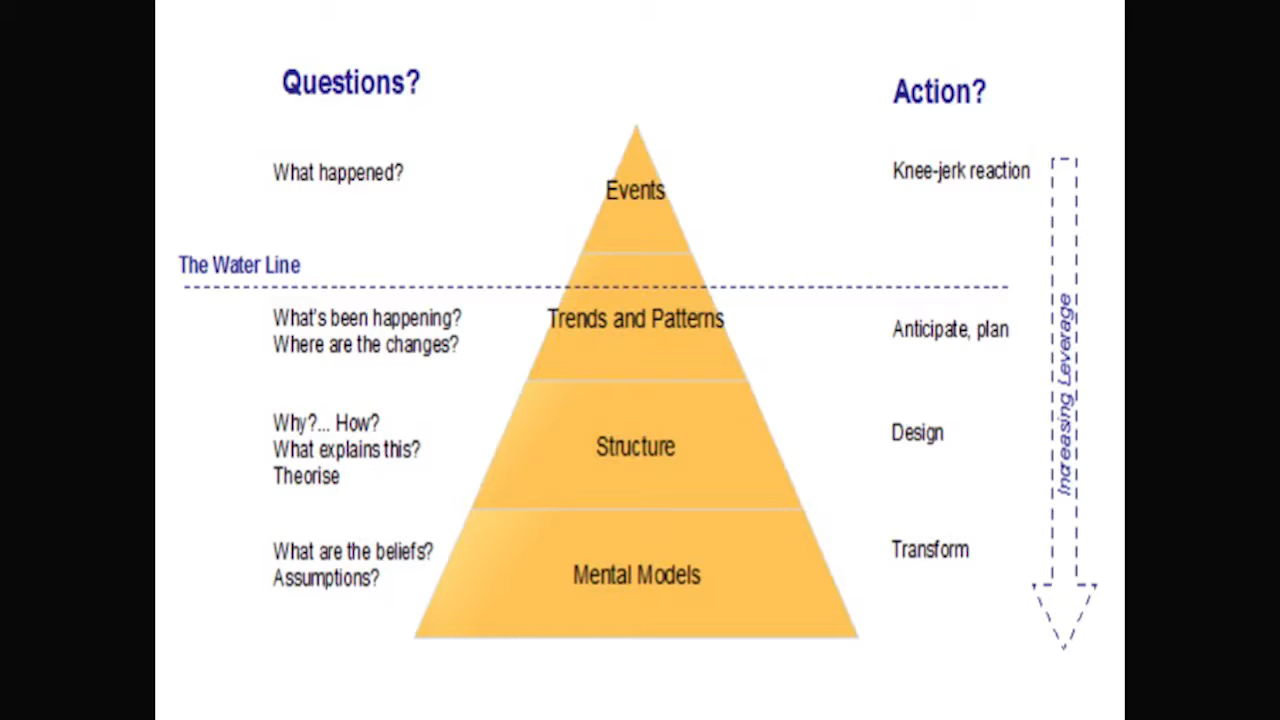 Questions?
Action?
What happened?
Events
Knee-jerk reaction
The Water Line
What's been happening?
Where are the changes?
Trends and Patterns
Anticipate, plan
Why?... How?
What explains this?
Theorise
Structure
Design
What are the beliefs?
Assumptions?
Mental Models
Transform
Increasing Leverage